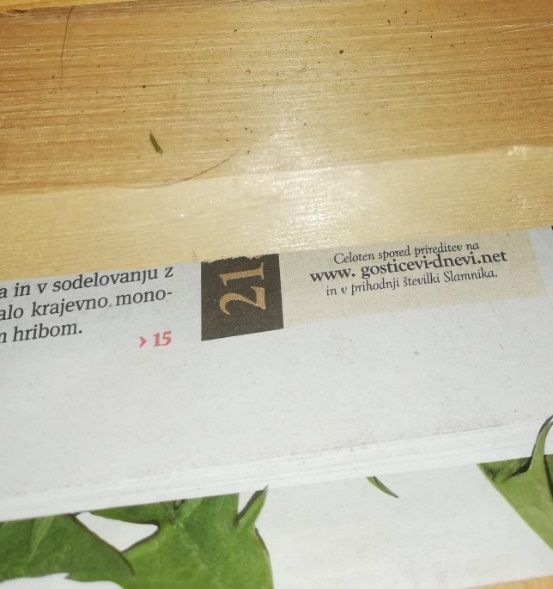 a in v sodelovanju z
alo krajevno mono-
n hribom.
› 15
21.
Celoten spored prireditev na
www. gosticevi-dnevi.net
in v prihodnji številki Slamnika.